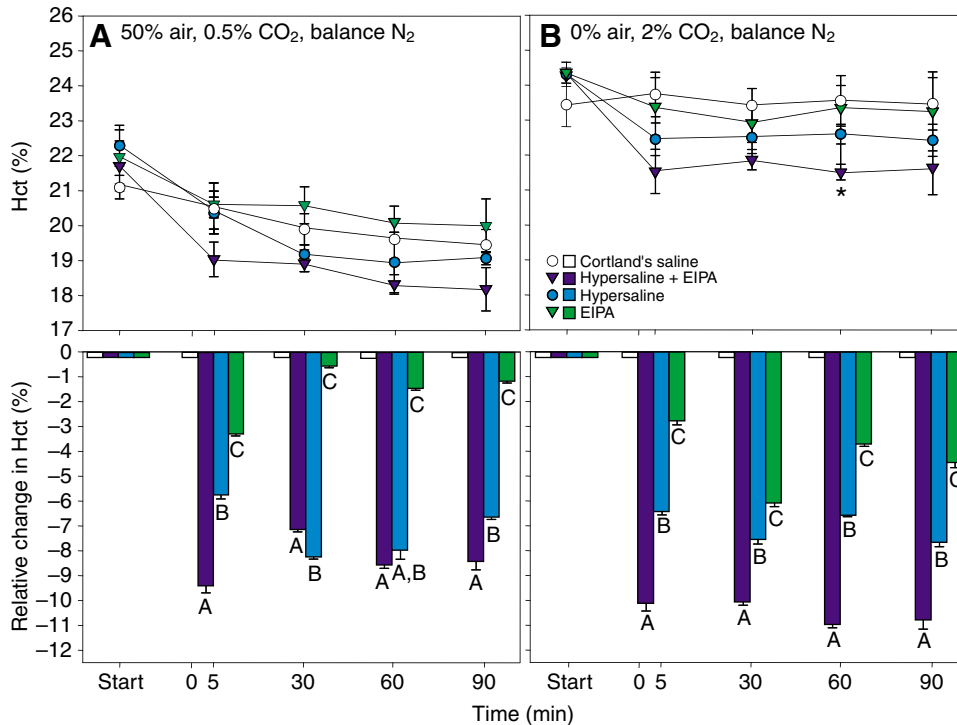 A 50% air, 0.5% CO₂, balance N₂
B 0% air, 2% CO₂, balance N₂
Hct (%)
26
25
24
23
22
21
20
19
18
17
*
Cortland's saline
Hypersaline + EIPA
Hypersaline
EIPA
Relative change in Hct (%)
0
–1
–2
–3
–4
–5
–6
–7
–8
–9
–10
–11
–12
A B C A B C A A,B C A B C
A B C A B C A B C A B C
Start 0 5 30 60 90 Start 0 5 30 60 90
Time (min)